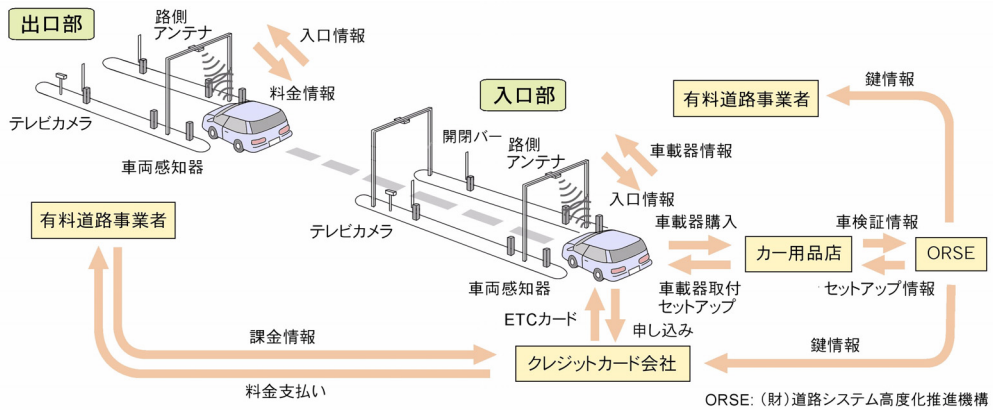 出口部
路側
アンテナ
入口情報
料金情報
テレビカメラ
車両感知器
入口部
開閉バー
路側
アンテナ
車載器情報
入口情報
テレビカメラ
車両感知器
有料道路事業者
鍵情報
有料道路事業者
車載器購入
カー用品店
車検証情報
ORSE
車載器取付
セットアップ
セットアップ情報
ETCカード
申し込み
課金情報
クレジットカード会社
鍵情報
料金支払い
ORSE:（財）道路システム高度化推進機構